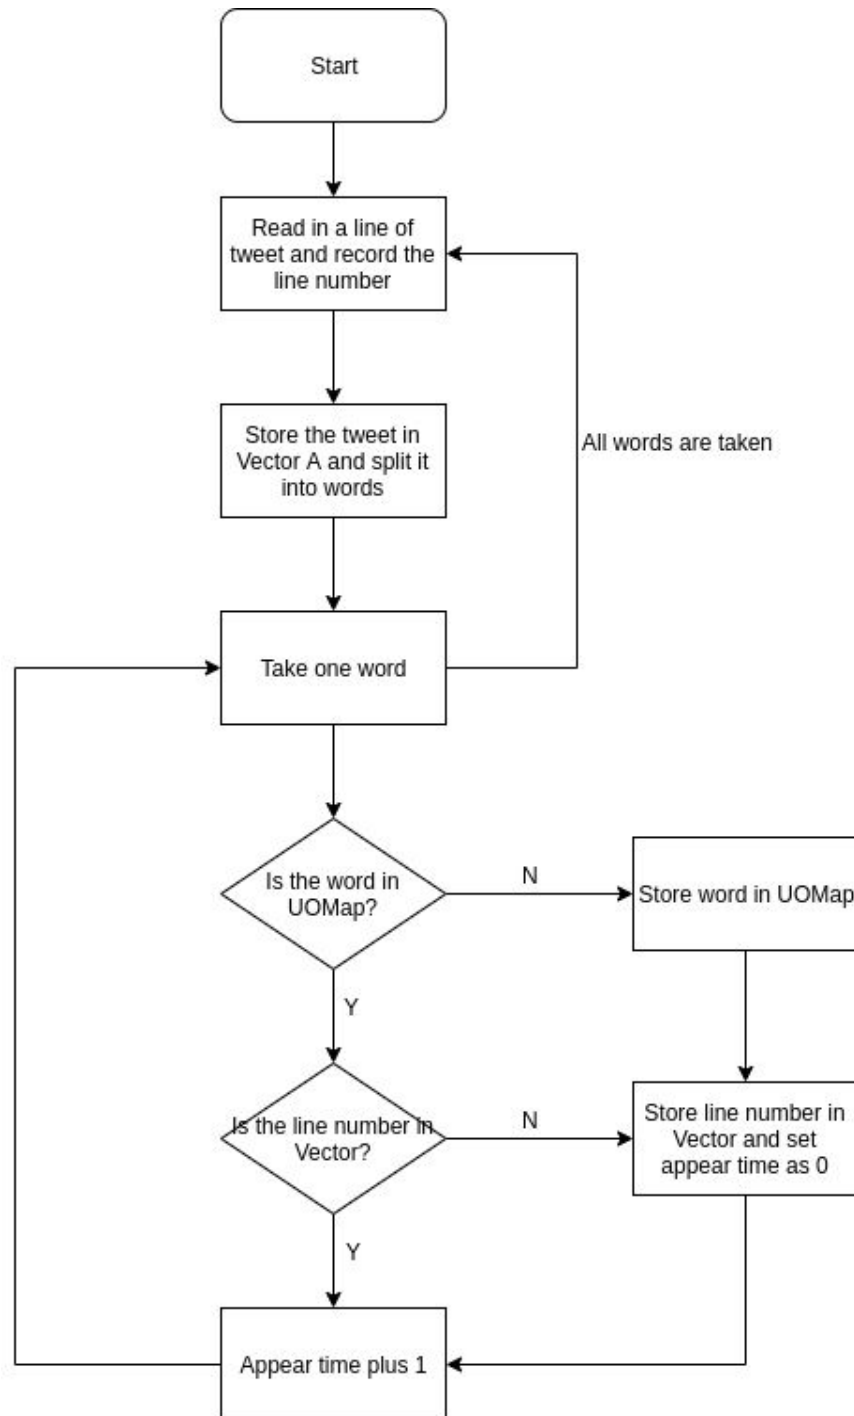 Start
Read in a line of
tweet and record the
line number
All words are taken
Store the tweet in
Vector A and split it
into words
Take one word
Is the word in
UOMap?
N
Store word in UOMap
Y
Is the line number in
Vector?
N
Store line number in
Vector and set
appear time as 0
Y
Appear time plus 1